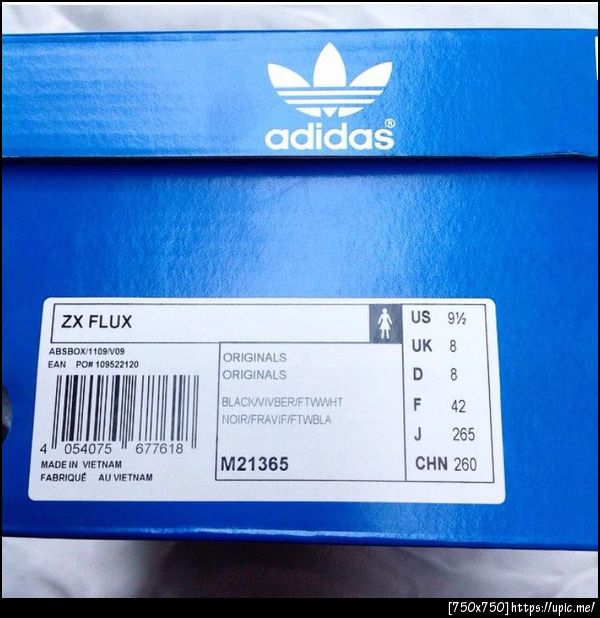 adidas®
ZX FLUX
ABSBOX/1109/V09
EAN PO# 109522120
4 054075 677618
MADE IN VIETNAM
FABRIQUÉ AU VIETNAM
ORIGINALS
ORIGINALS
BLACK/VIVBER/FTWWHT
NOIR/FRAVIF/FTWBLA
M21365
US 9½
UK 8
D 8
F 42
J 265
CHN 260
[750x750]https://upic.me/